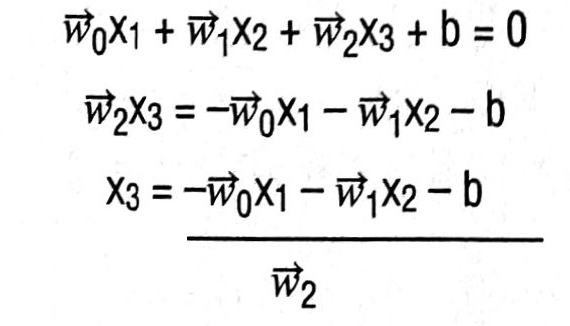 w⃗₀x₁ + w⃗₁x₂ + w⃗₂x₃ + b = 0
w⃗₂x₃ = −w⃗₀x₁ − w⃗₁x₂ − b
x₃ = −w⃗₀x₁ − w⃗₁x₂ − b
w⃗₂